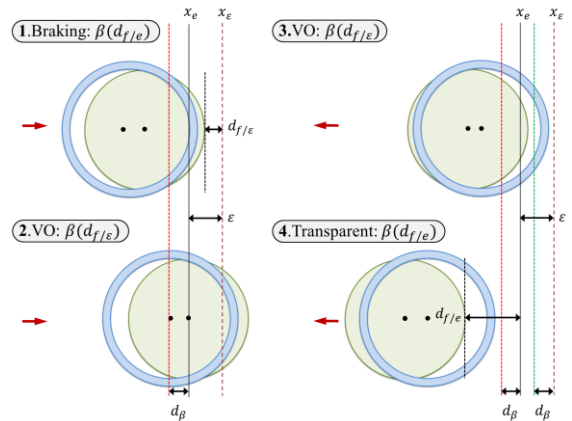 x_e x_ε
1.Braking: β(d_{f/e})
d_{f/ε}
ε
2.VO: β(d_{f/ε})
d_β
x_e x_ε
3.VO: β(d_{f/ε})
ε
4.Transparent: β(d_{f/e})
d_{f/e}
d_β d_β